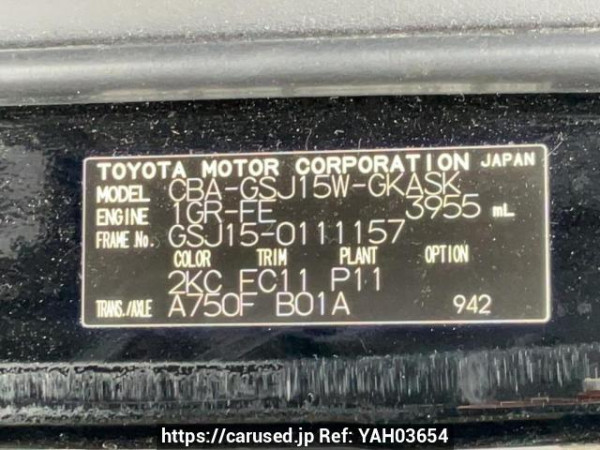 TOYOTA MOTOR CORPORATION JAPAN
MODEL CBA-GSJ15W-GKASK
ENGINE 1GR-FE 3955 mL
FRAME No. GSJ15-0111157
COLOR TRIM PLANT OPTION
2KC FC11 P11
TRANS./AXLE A750F B01A 942
https://carused.jp Ref: YAH03654